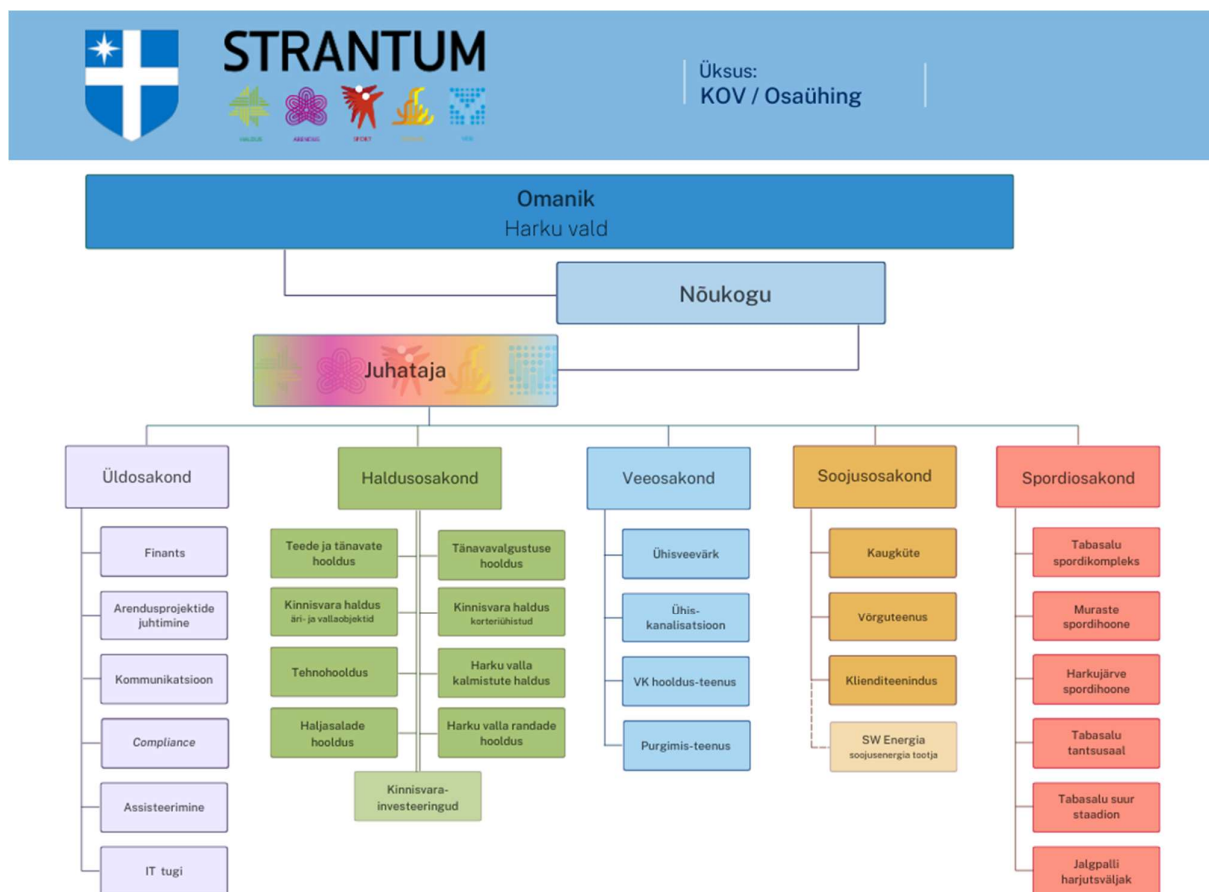 STRANTUM
HALDUS
ARENDUS
SPORT
VESI
Üksus:
KOV / Osaühing
Omanik
Harku vald
Nõukogu
Juhataja
Üldosakond
Finants
Arendusprojektide
juhtimine
Kommunikatsioon
Compliance
Assisteerimine
IT tugi
Haldusosakond
Teede ja tänavate
hooldus
Tänavavalgustuse
hooldus
Kinnisvara haldus
äri- ja vallaobjektid
Kinnisvara haldus
korteriühistud
Tehnohooldus
Harku valla
kalmistute haldus
Haljasalade
hooldus
Harku valla randade
hooldus
Kinnisvara-
investeeringud
Veeosakond
Ühisveevärk
Ühis-
kanalisatsioon
VK hooldus-teenus
Purgimis-teenus
Soojusosakond
Kaugküte
Võrguteenus
Klienditeenindus
SW Energia
soojusenergia tootja
Spordiosakond
Tabasalu
spordikompleks
Muraste
spordihoone
Harkujärve
spordihoone
Tabasalu
tantsusaal
Tabasalu suur
staadion
Jalgpalli
harjutsväljak